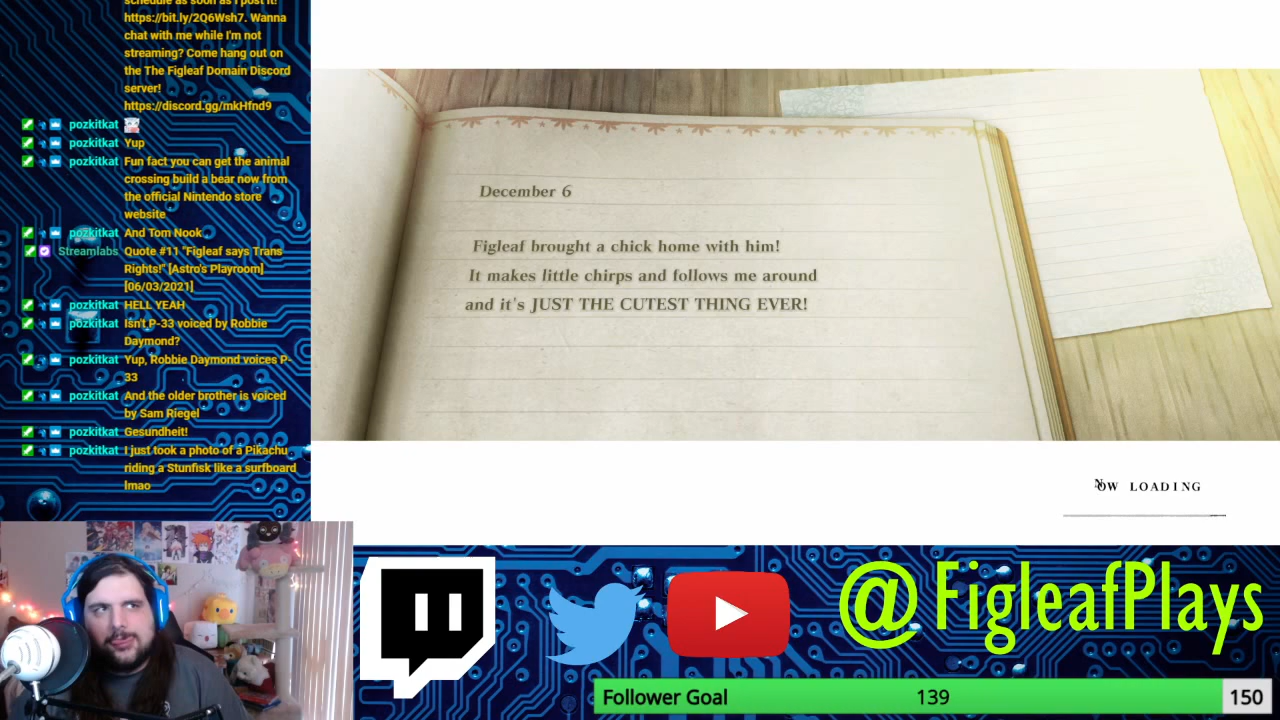 schedule as soon as I post it!
https://bit.ly/2Q6Wsh7. Wanna
chat with me while I'm not
streaming? Come hang out on
the The Figleaf Domain Discord
server!
https://discord.gg/mkHfnd9
pozkitkat
pozkitkat Yup
pozkitkat Fun fact you can get the animal
crossing build a bear now from
the official Nintendo store
website
pozkitkat And Tom Nook
Streamlabs Quote #11 "Figleaf says Trans
Rights!" [Astro's Playroom]
[06/03/2021]
pozkitkat HELL YEAH
pozkitkat Isn't P-33 voiced by Robbie
Daymond?
pozkitkat Yup, Robbie Daymond voices P-
33
pozkitkat And the older brother is voiced
by Sam Riegel
pozkitkat Gesundheit!
pozkitkat I just took a photo of a Pikachu
riding a Stunfisk like a surfboard
lmao
December 6
Figleaf brought a chick home with him!
It makes little chirps and follows me around
and it's JUST THE CUTEST THING EVER!
NOW LOADING
@FigleafPlays
Follower Goal 139 150